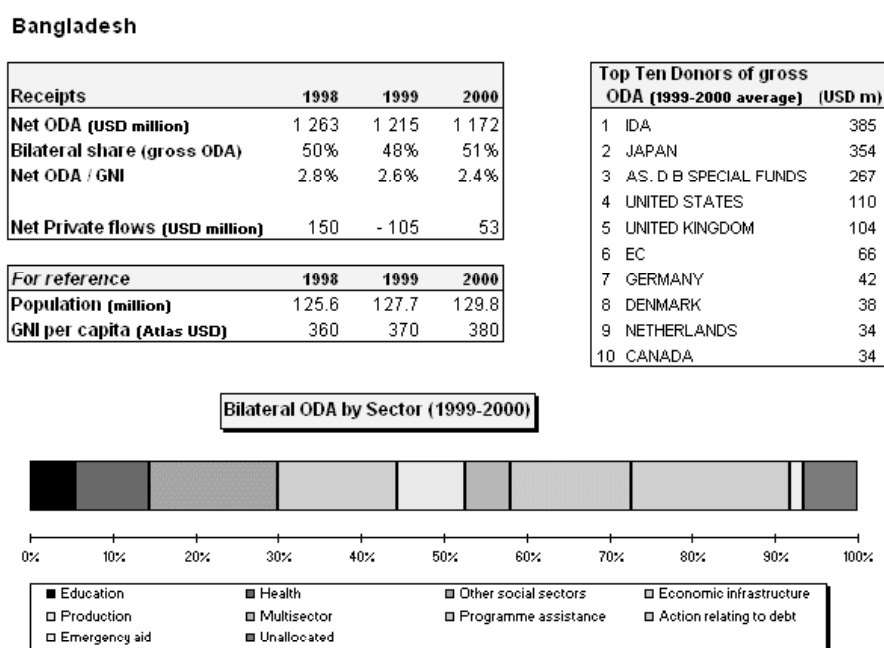 Bangladesh
Receipts 1998 1999 2000
Net ODA (USD million) 1 263 1 215 1 172
Bilateral share (gross ODA) 50% 48% 51%
Net ODA / GNI 2.8% 2.6% 2.4%
Net Private flows (USD million) 150 - 105 53
For reference 1998 1999 2000
Population (million) 125.6 127.7 129.8
GNI per capita (Atlas USD) 360 370 380
Top Ten Donors of gross
ODA (1999-2000 average) (USD m)
1 IDA 385
2 JAPAN 354
3 AS. D B SPECIAL FUNDS 267
4 UNITED STATES 110
5 UNITED KINGDOM 104
6 EC 66
7 GERMANY 42
8 DENMARK 38
9 NETHERLANDS 34
10 CANADA 34
Bilateral ODA by Sector (1999-2000)
0% 10% 20% 30% 40% 50% 60% 70% 80% 90% 100%
Education Health Other social sectors Economic infrastructure
Production Multisector Programme assistance Action relating to debt
Emergency aid Unallocated